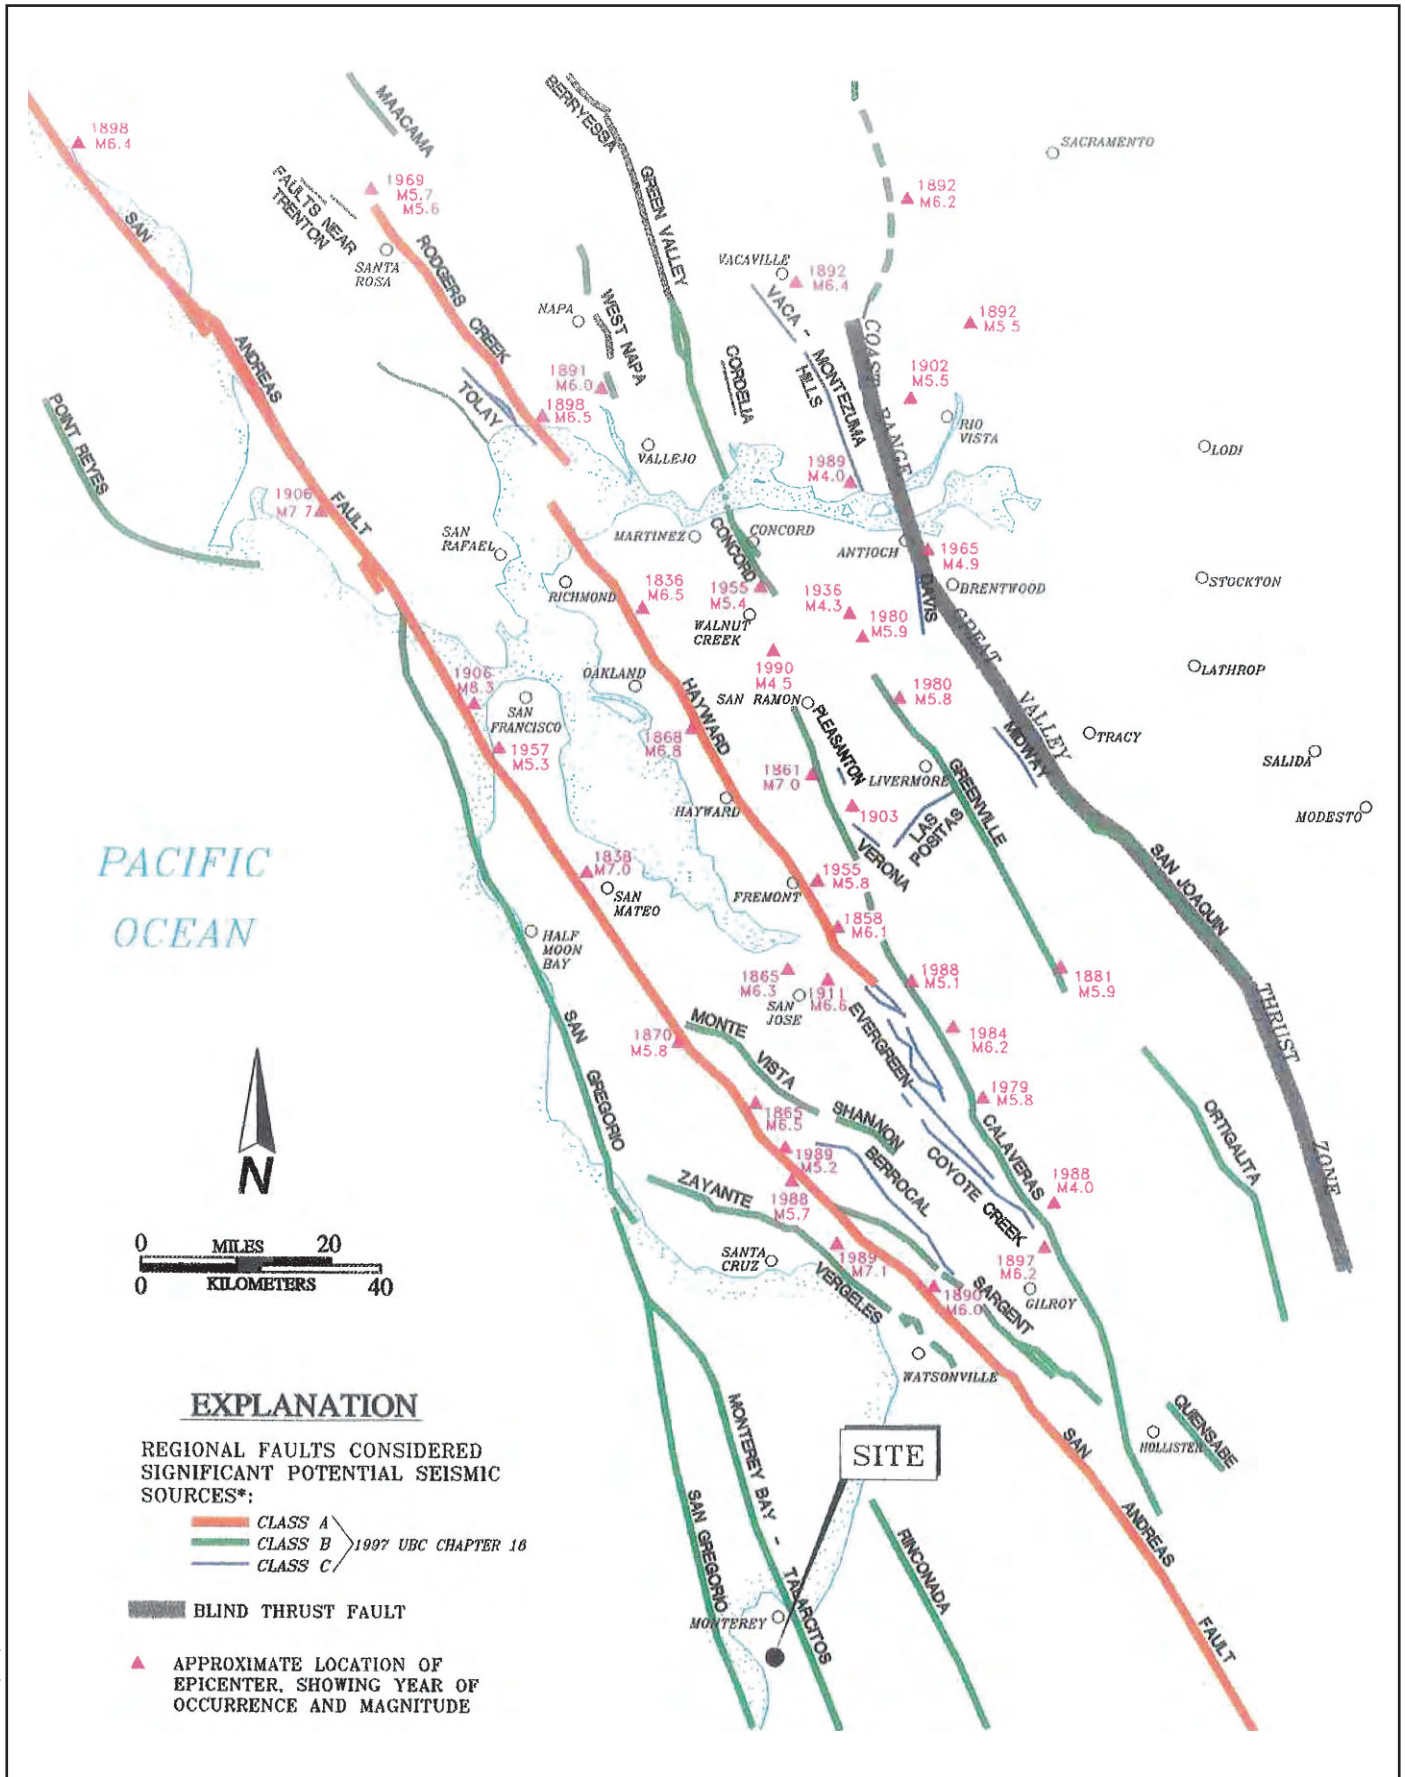 1898
M6.4
MAACAMA
BERRYESSA
SACRAMENTO
FAULTS NEAR
TRENTON
1969
M5.7
M5.6
GREEN VALLEY
1892
M6.2
SAN
SANTA
ROSA
RODGERS
CREEK
VACAVILLE
1892
M6.4
NAPA
WEST NAPA
VACA - MONTEZUMA
HILLS
1892
M5.5
ANDREAS
COAST RANGE
CORDELIA
1891
M6.0
1902
M5.5
TOLAY
1898
M6.5
RIO
VISTA
POINT REYES
VALLEJO
LODI
1989
M4.0
1906
M7.7
FAULT
SAN
RAFAEL
MARTINEZ
CONCORD
CONCORD
ANTIOCH
1965
M4.9
RICHMOND
1836
M6.5
1955
M5.4
1936
M4.3
DAVIS
BRENTWOOD
STOCKTON
WALNUT
CREEK
1980
M5.9
GREAT
1906
M8.3
OAKLAND
1990
M4.5
LATHROP
SAN
FRANCISCO
HAYWARD
SAN RAMON
PLEASANTON
1980
M5.8
VALLEY
1868
M6.8
1957
M5.3
MIDWAY
TRACY
SALIDA
1861
M7.0
LIVERMORE
GREENVILLE
HAYWARD
1903
LAS
POSITAS
MODESTO
PACIFIC
OCEAN
VERONA
SAN JOAQUIN
1838
M7.0
SAN
MATEO
FREMONT
1955
M5.8
1858
M6.1
HALF
MOON
BAY
1865
M6.3
SAN
JOSE
1911
M6.6
1988
M5.1
1881
M5.9
SAN
GREGORIO
1870
M5.8
MONTE
VISTA
EVERGREEN
1984
M6.2
THRUST
ZONE
1865
M6.5
SHANNON
1979
M5.8
CALAVERAS
ORTIGALITA
1989
M5.2
BERROCAL
COYOTE CREEK
N
ZAYANTE
1988
M5.7
1988
M4.0
0 MILES 20
0 KILOMETERS 40
SANTA
CRUZ
1989
M7.1
VERGELES
1897
M6.2
1890
M6.0
SARGENT
GILROY
WATSONVILLE
EXPLANATION
REGIONAL FAULTS CONSIDERED
SIGNIFICANT POTENTIAL SEISMIC
SOURCES*:
CLASS A
CLASS B
CLASS C
1997 UBC CHAPTER 16
BLIND THRUST FAULT
APPROXIMATE LOCATION OF
EPICENTER, SHOWING YEAR OF
OCCURRENCE AND MAGNITUDE
MONTEREY BAY - TALARCITOS
SITE
SAN
ANDREAS
FAULT
QUIENSABE
HOLLISTER
SAN GREGORIO
RINCONADA
MONTEREY